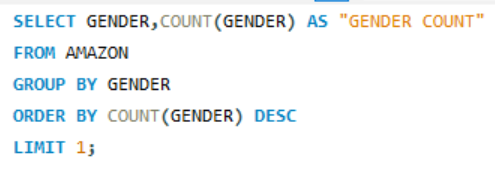 SELECT GENDER,COUNT(GENDER) AS "GENDER COUNT"
FROM AMAZON
GROUP BY GENDER
ORDER BY COUNT(GENDER) DESC
LIMIT 1;